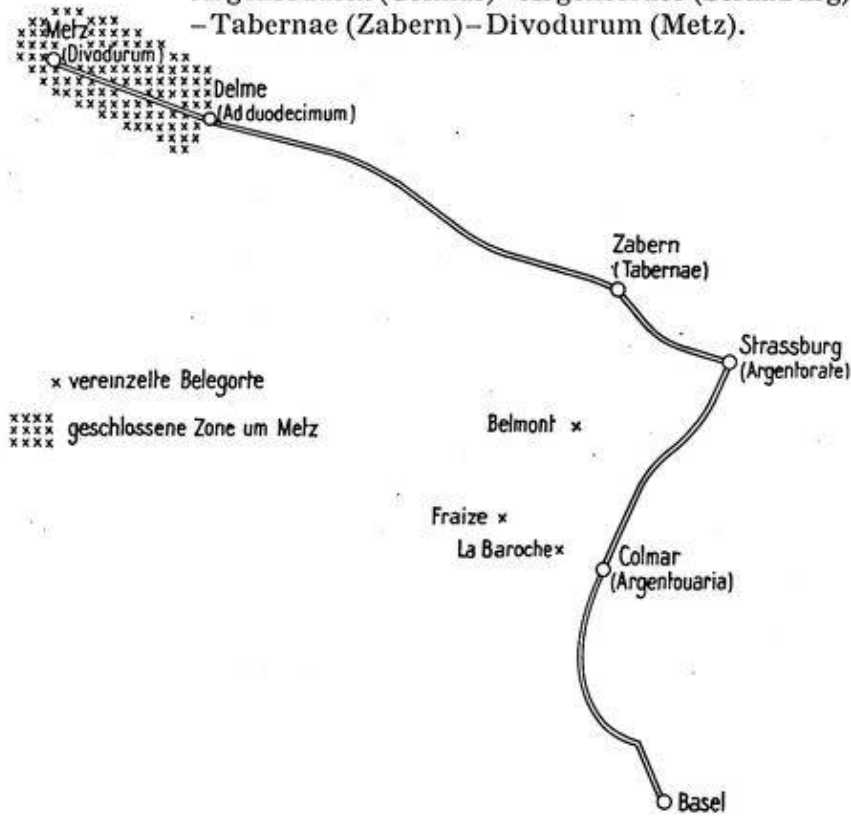 –Tabernae (Zabern)–Divodurum (Metz).
Metz
(Divodurum)
Delme
(Ad duodecimum)
Zabern
(Tabernae)
Strassburg
(Argentorate)
x vereinzelte Belegorte
geschlossene Zone um Metz
Belmont x
Fraize x
La Baroche x
Colmar
(Argentouaria)
Basel